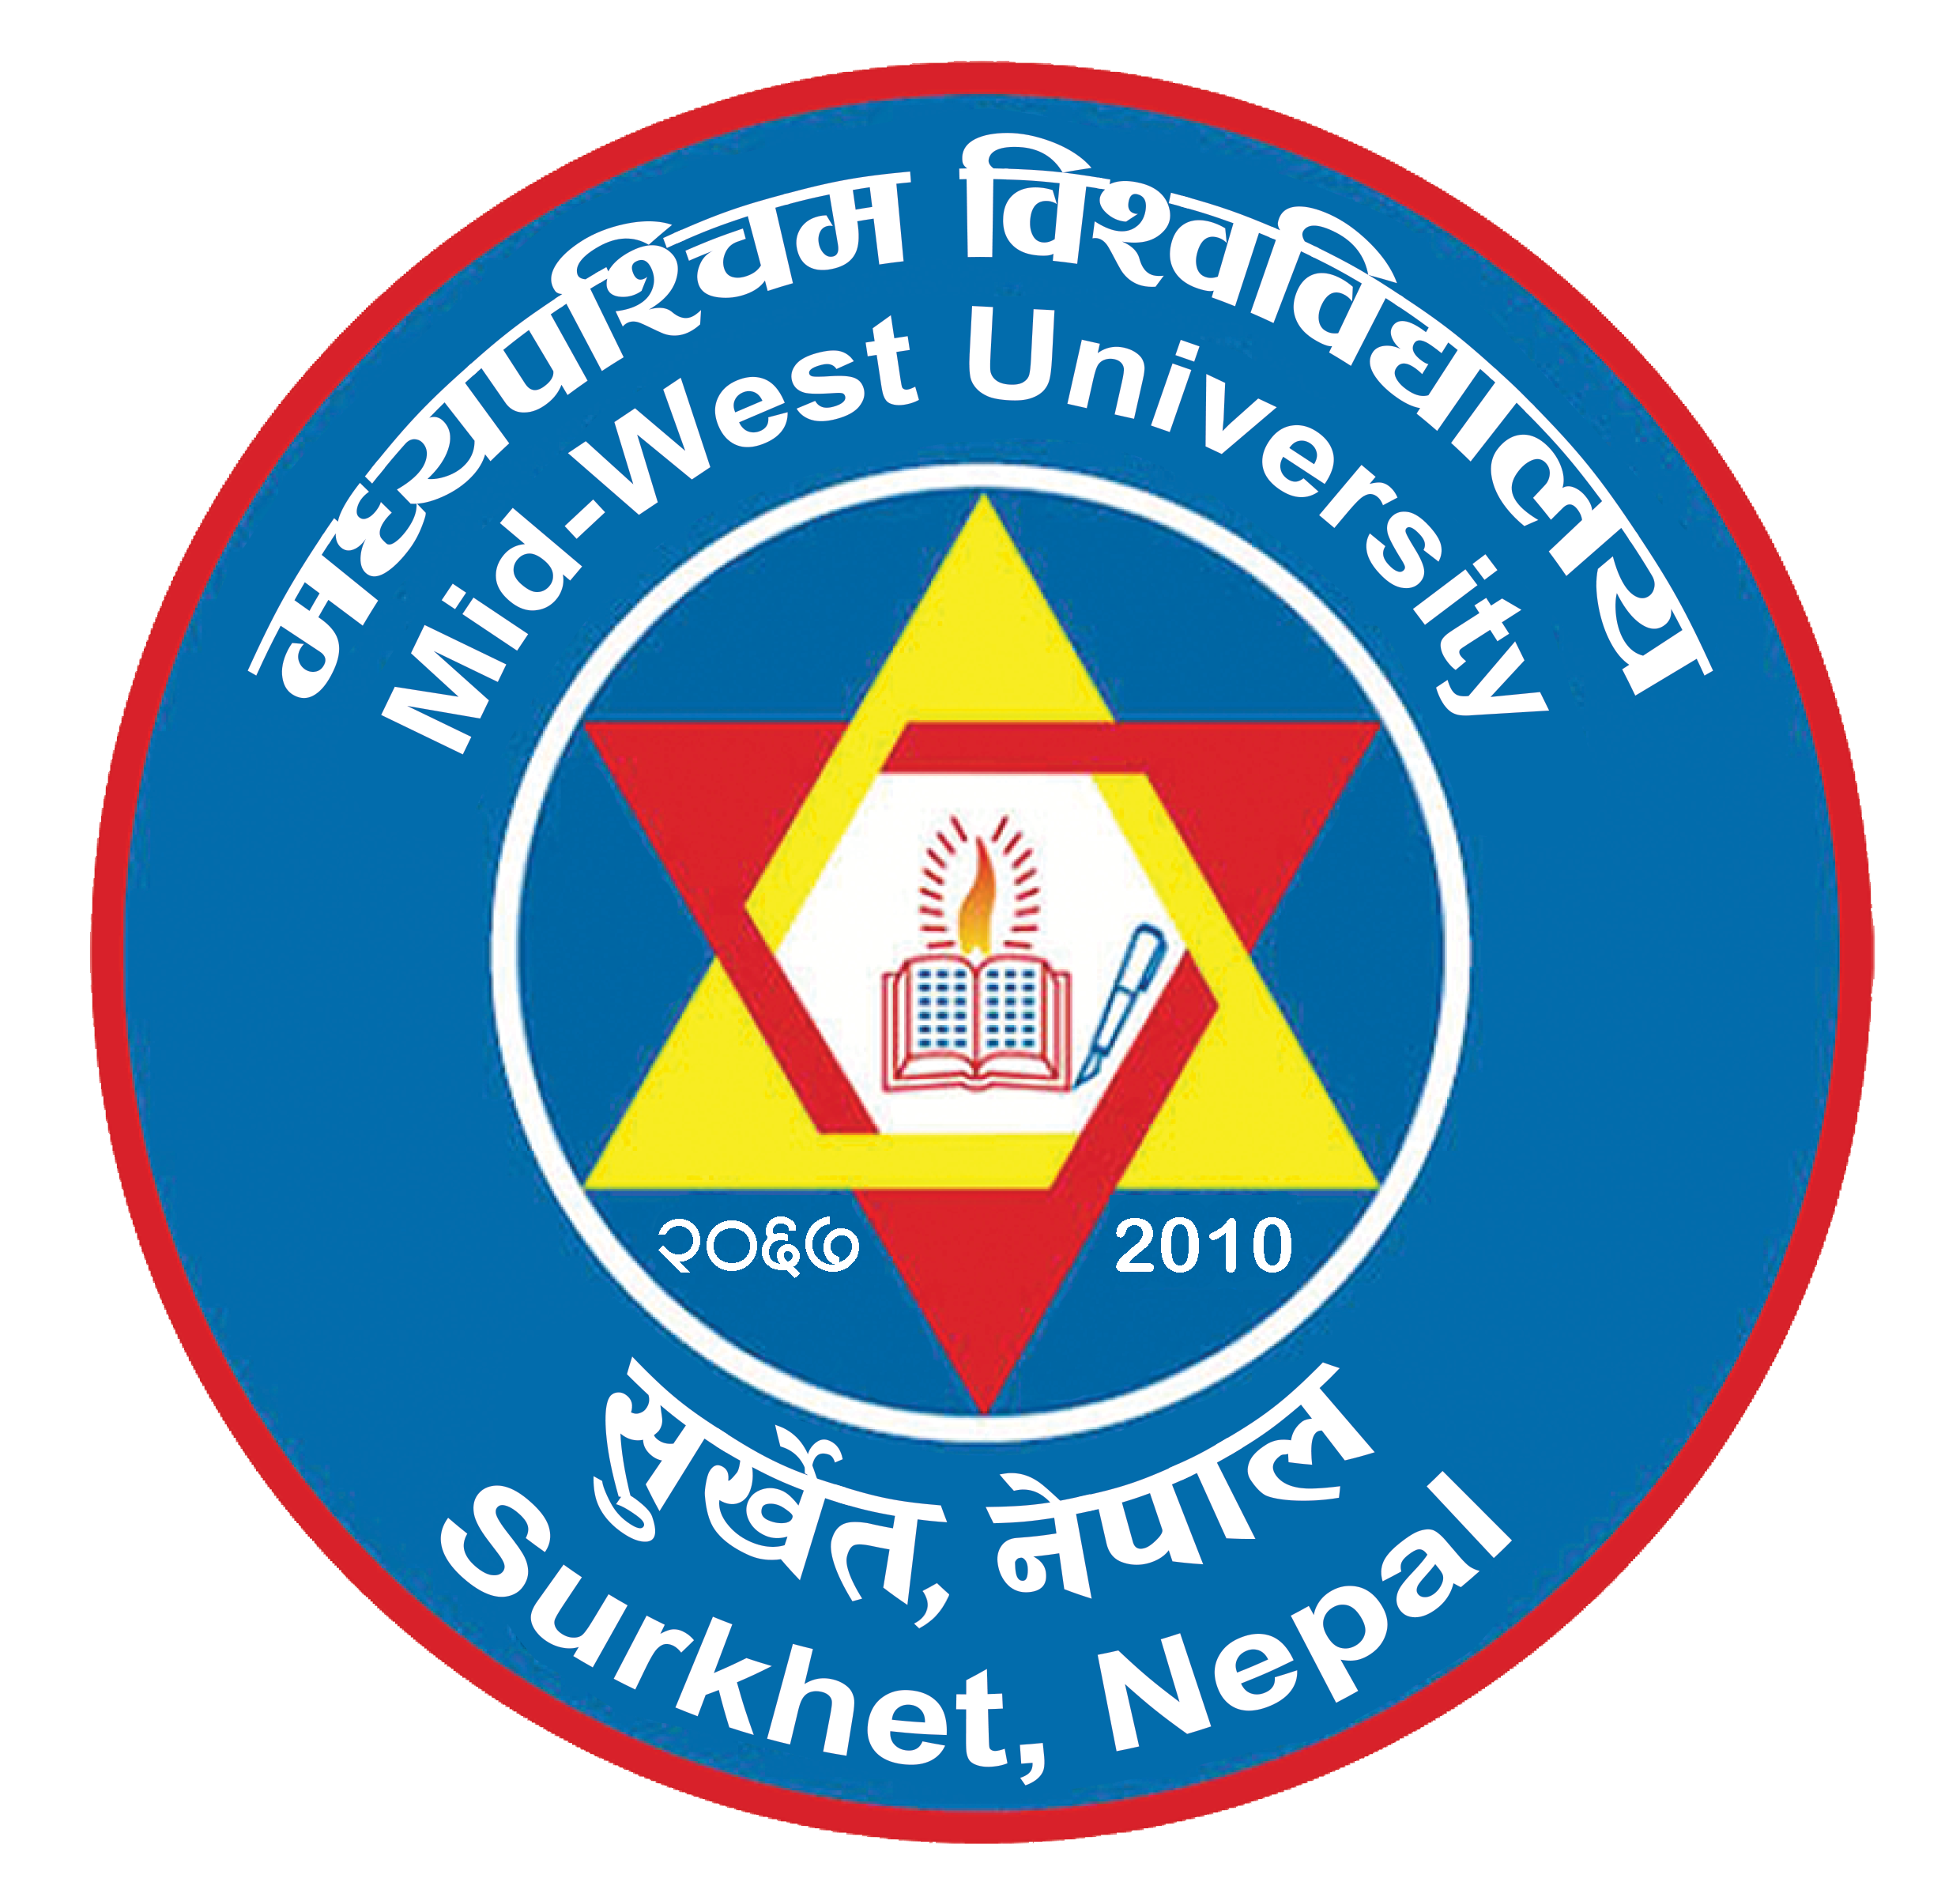 मध्यपश्चिम विश्वविद्यालय
Mid-West University
२०६७ 2010
सुर्खेत, नेपाल
Surkhet, Nepal